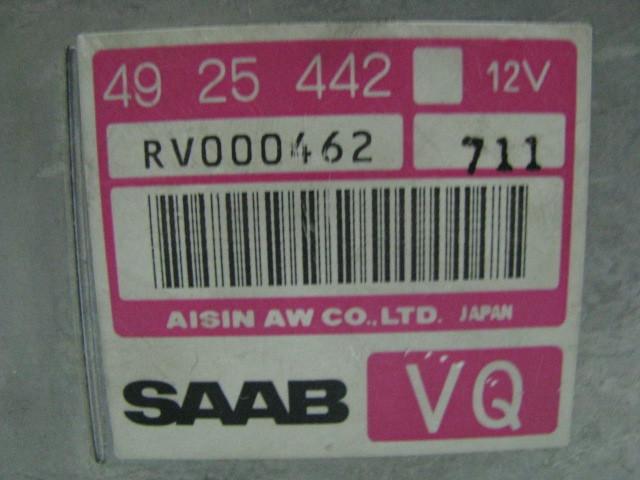 49 25 442 12V
RV000462 711
AISIN AW CO.,LTD. JAPAN
SAAB VQ